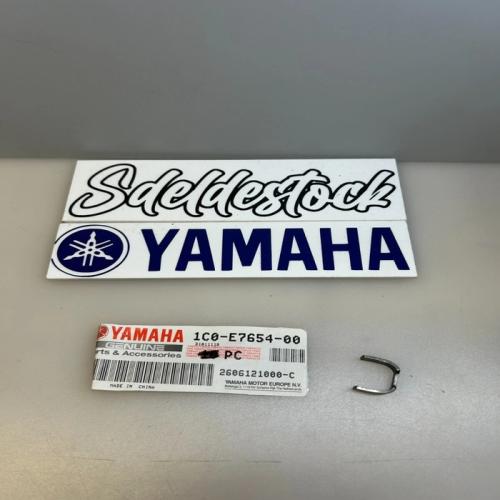 Sdeldestock
YAMAHA
YAMAHA 1C0-E7654-00
GENUINE
rts & Accessories PC
2606121000-C
MADE IN CHINA YAMAHA MOTOR EUROPE N.V.